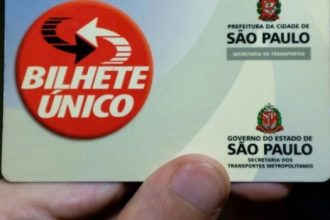 BILHETE
ÚNICO
PREFEITURA DA CIDADE DE
SÃO PAULO
SECRETARIA DE TRANSPORTES
GOVERNO DO ESTADO DE
SÃO PAULO
SECRETARIA DOS
TRANSPORTES METROPOLITANOS